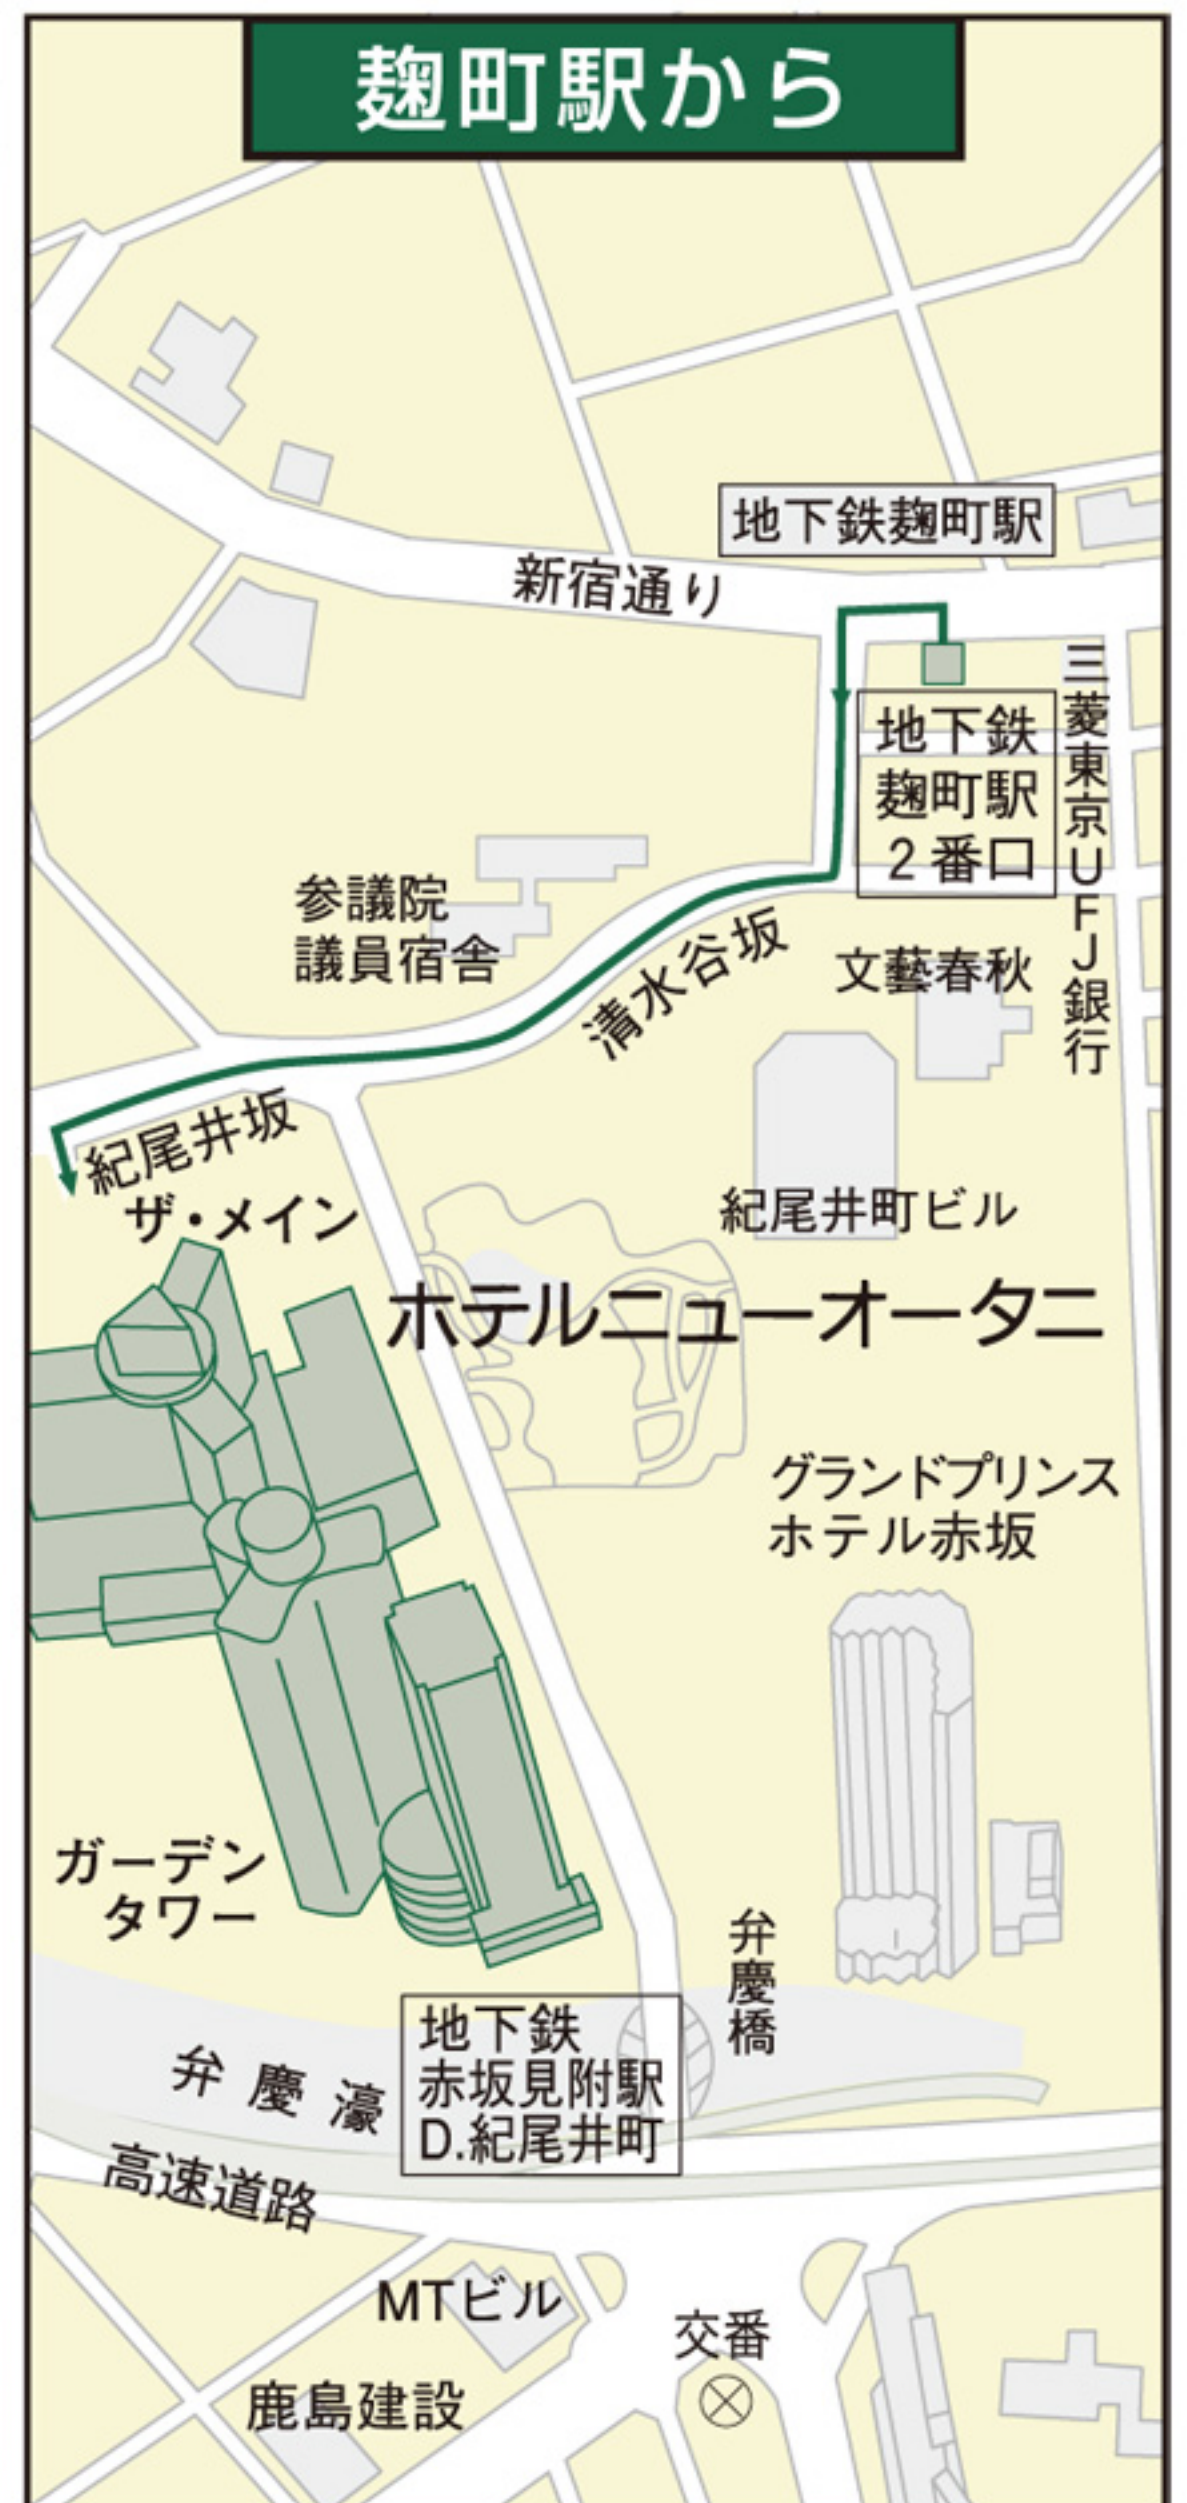 麹町駅から
地下鉄麹町駅
新宿通り
地下鉄
麹町駅
2番口
三菱東京UFJ銀行
参議院
議員宿舎
清水谷坂
文藝春秋
紀尾井坂
ザ・メイン
紀尾井町ビル
ホテルニューオータニ
グランドプリンス
ホテル赤坂
ガーデン
タワー
弁慶橋
地下鉄
赤坂見附駅
D.紀尾井町
弁慶濠
高速道路
MTビル
交番
鹿島建設